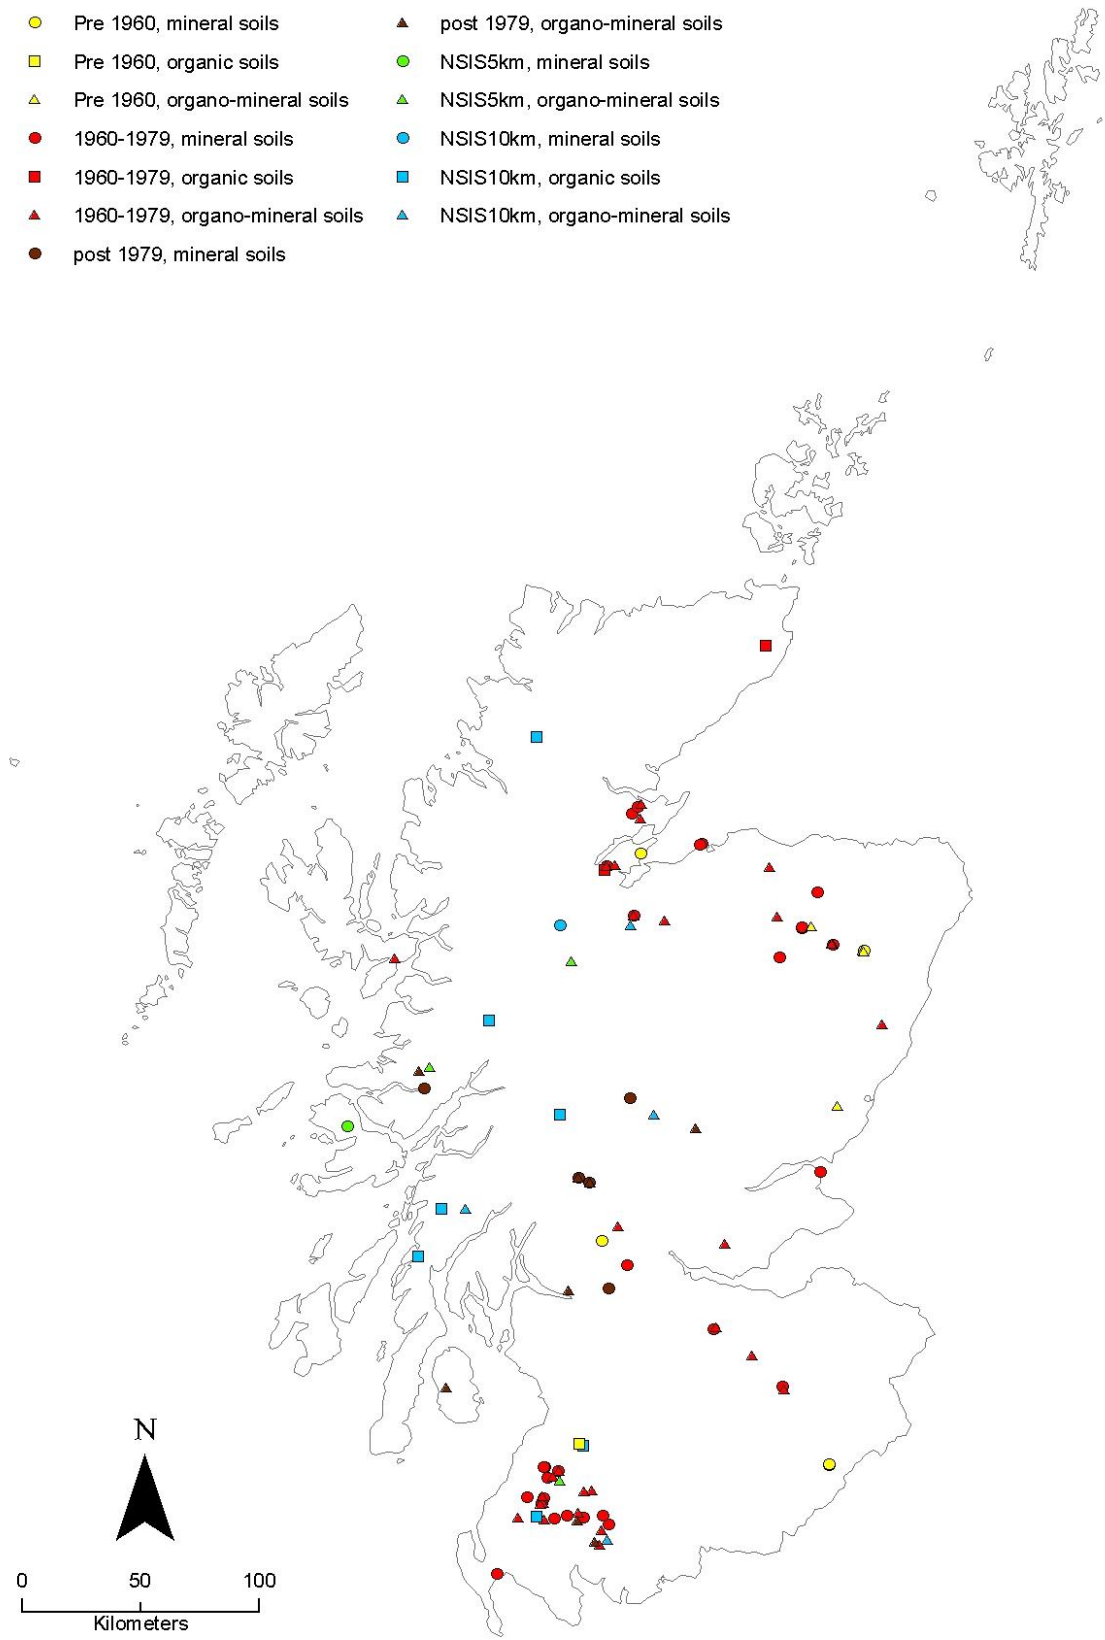 Pre 1960, mineral soils
Pre 1960, organic soils
Pre 1960, organo-mineral soils
1960-1979, mineral soils
1960-1979, organic soils
1960-1979, organo-mineral soils
post 1979, mineral soils
post 1979, organo-mineral soils
NSIS5km, mineral soils
NSIS5km, organo-mineral soils
NSIS10km, mineral soils
NSIS10km, organic soils
NSIS10km, organo-mineral soils
N
0 50 100
Kilometers